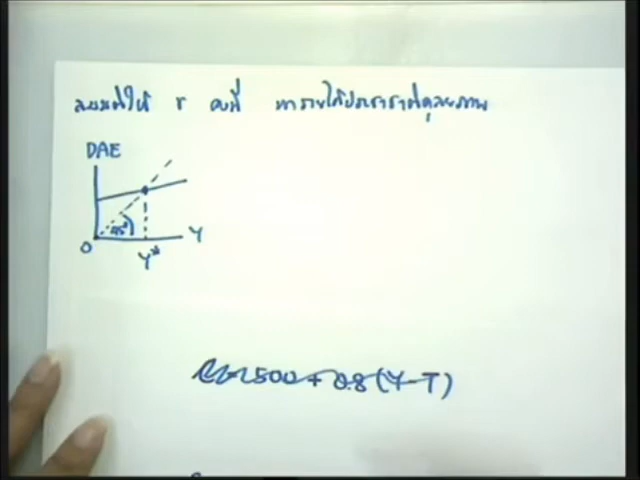 สมมติให้ r คงที่ หารายได้ประชาชาติดุลยภาพ
DAE
45°
Y
0
Y*
C = 500 + 0.8 (Y - T)